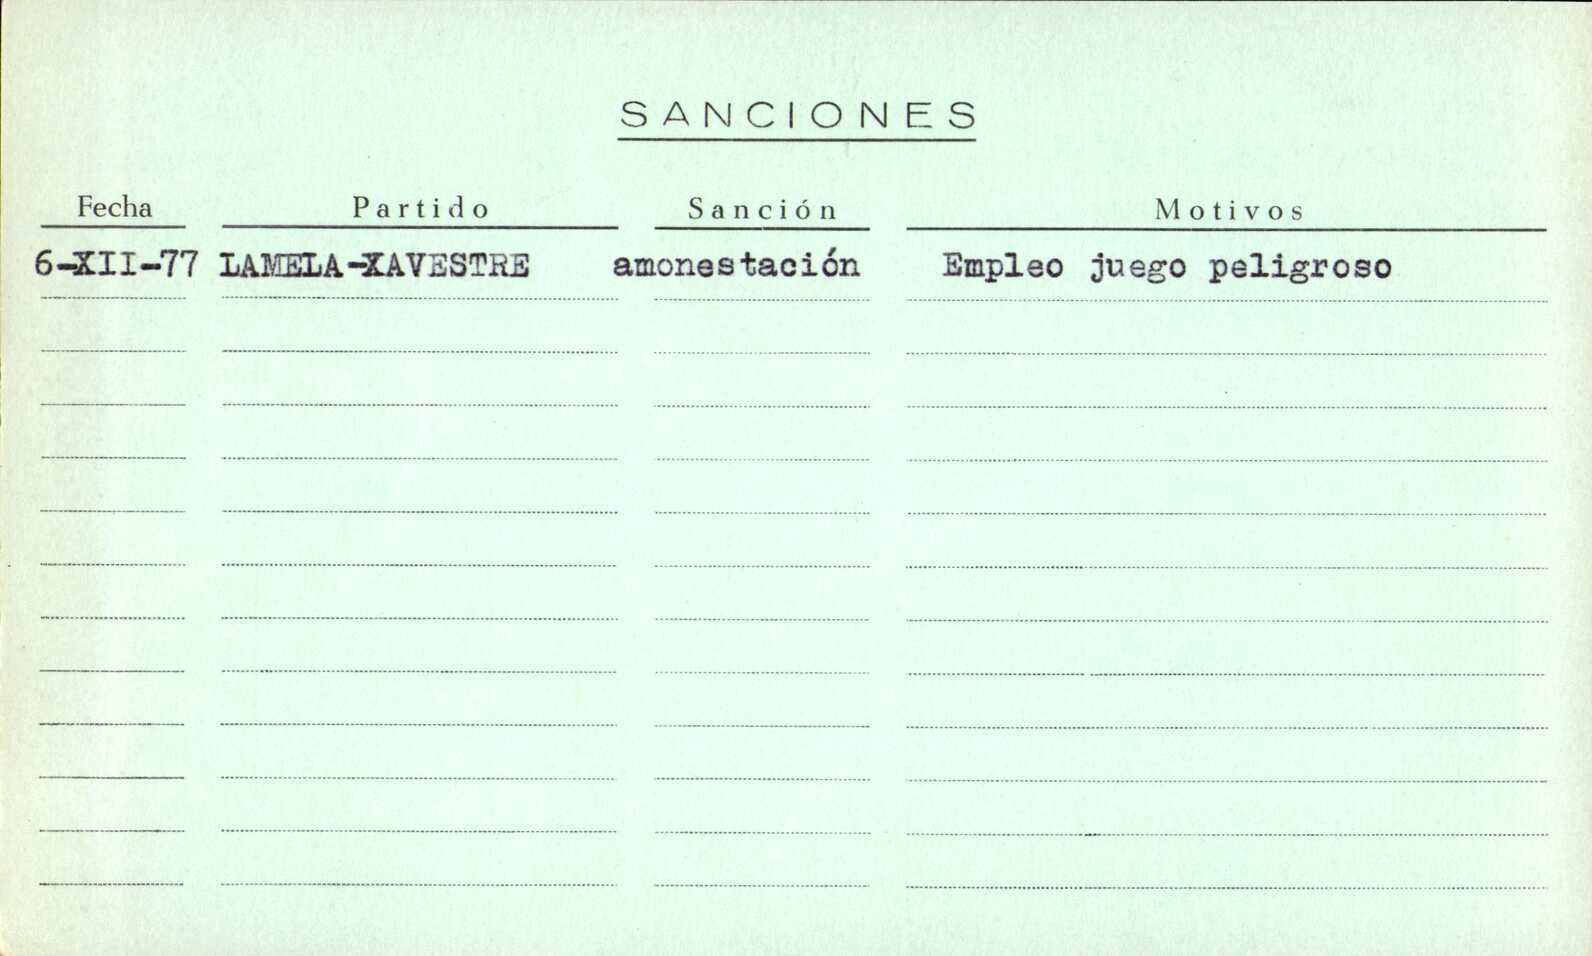 SANCIONES
Fecha Partido Sanción Motivos
6-XII-77 LAMELA-XAVESTRE amonestación Empleo juego peligroso